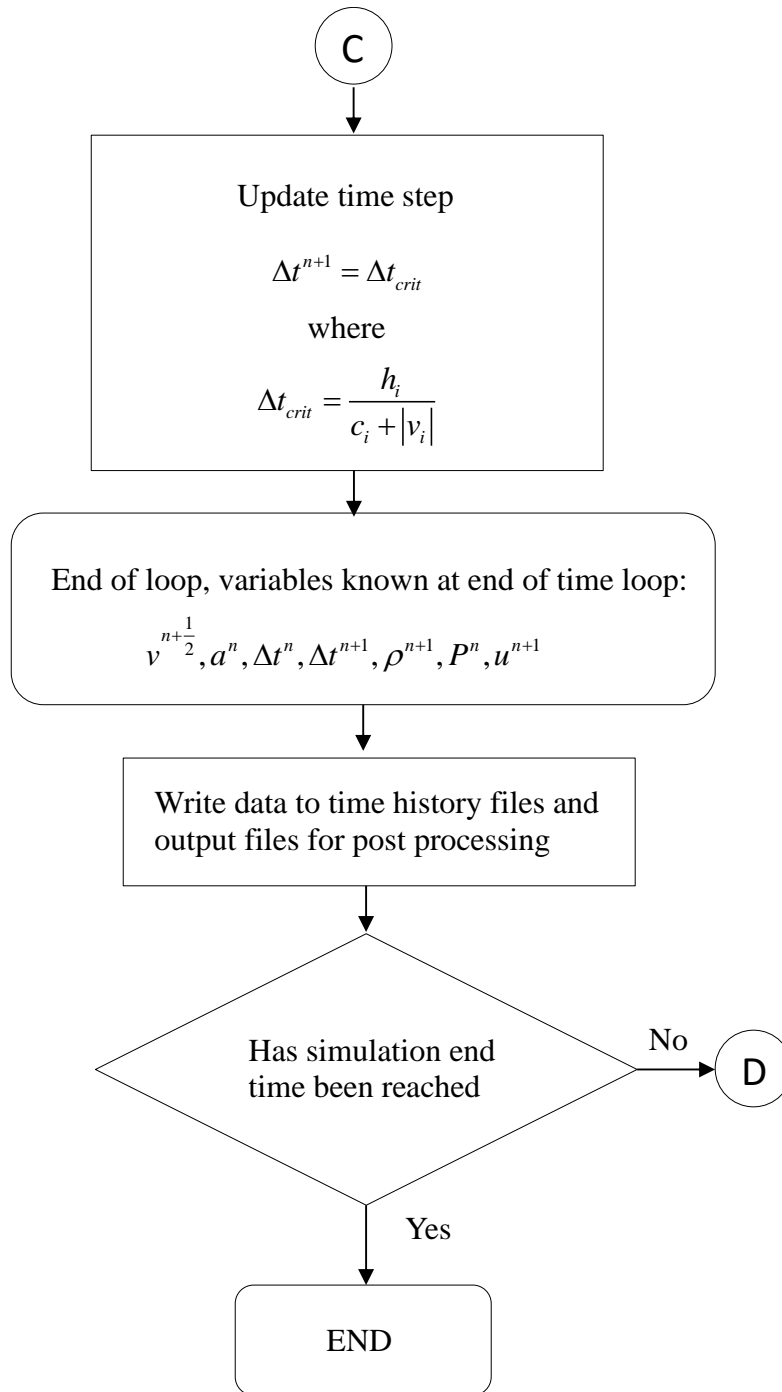 C
Update time step
Δt^{n+1} = Δt_{crit}
where
Δt_{crit} = \frac{h_i}{c_i + |v_i|}
End of loop, variables known at end of time loop:
v^{n+\frac{1}{2}}, a^n, Δt^n, Δt^{n+1}, ρ^{n+1}, P^n, u^{n+1}
Write data to time history files and
output files for post processing
Has simulation end
time been reached
No
D
Yes
END